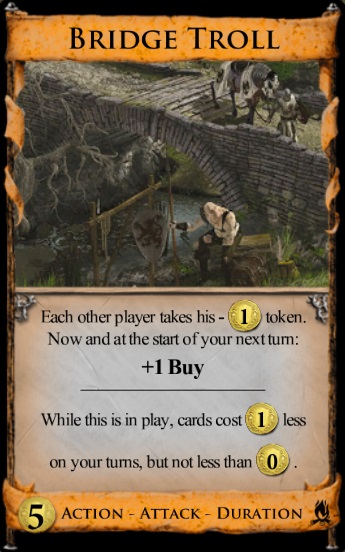 BRIDGE TROLL
Each other player takes his - 1 token.
Now and at the start of your next turn:
+1 Buy
While this is in play, cards cost 1 less
on your turns, but not less than 0 .
5 ACTION - ATTACK - DURATION